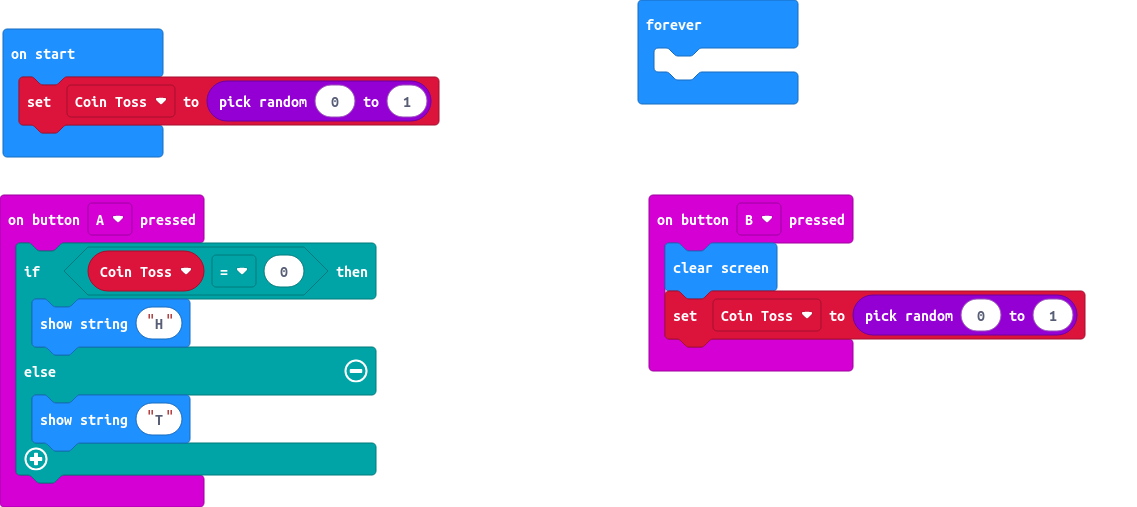 on start
set Coin Toss to pick random 0 to 1
forever
on button A pressed
if Coin Toss = 0 then
show string "H"
else
show string "T"
on button B pressed
clear screen
set Coin Toss to pick random 0 to 1